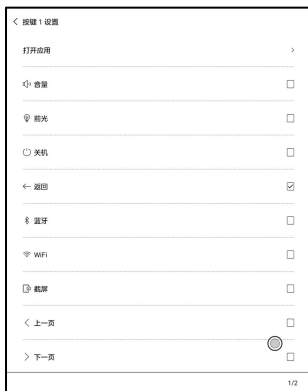 按键 1 设置
打开应用
音量
前光
关机
返回
蓝牙
WiFi
截屏
上一页
下一页
1/2